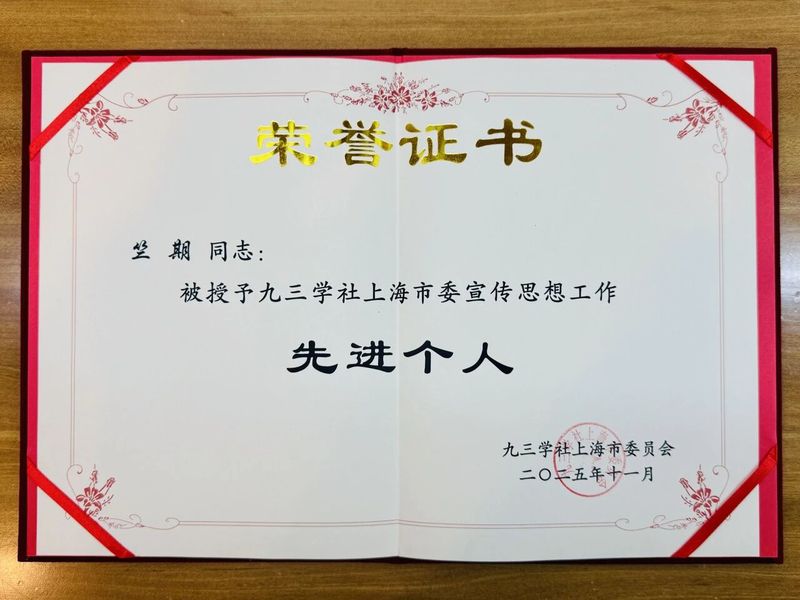 荣誉证书
竺 期 同志：
被授予九三学社上海市委宣传思想工作
先进个人
九三学社上海市委员会
二〇二五年十一月